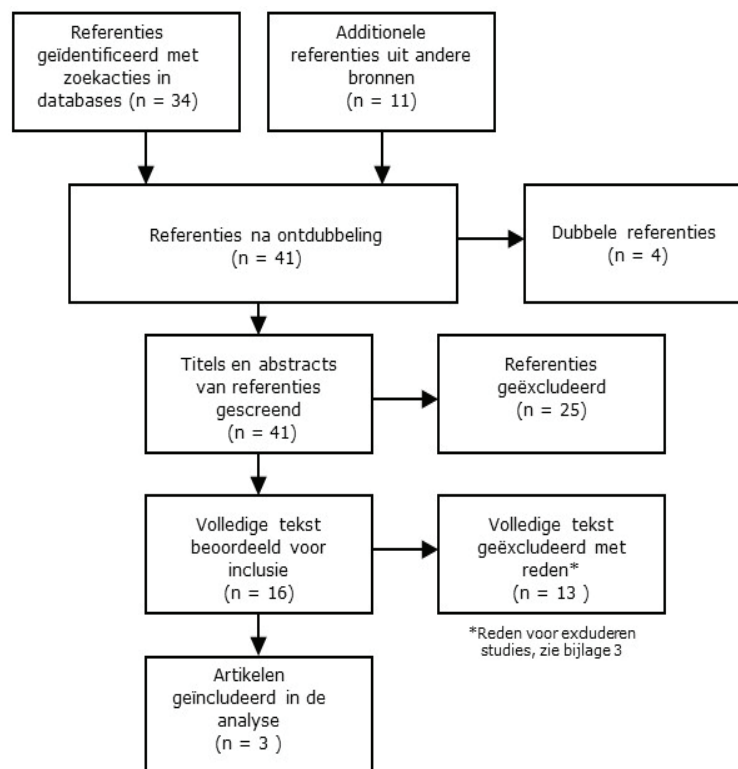 Referenties
geïdentificeerd met
zoekacties in
databases (n = 34)
Additionele
referenties uit andere
bronnen
(n = 11)
Referenties na ontdubbeling
(n = 41)
Dubbele referenties
(n = 4)
Titels en abstracts
van referenties
gescreend
(n = 41)
Referenties
geëxcludeerd
(n = 25)
Volledige tekst
beoordeeld voor
inclusie
(n = 16)
Volledige tekst
geëxcludeerd met
reden*
(n = 13 )
*Reden voor excluderen
studies, zie bijlage 3
Artikelen
geïncludeerd in de
analyse
(n = 3 )